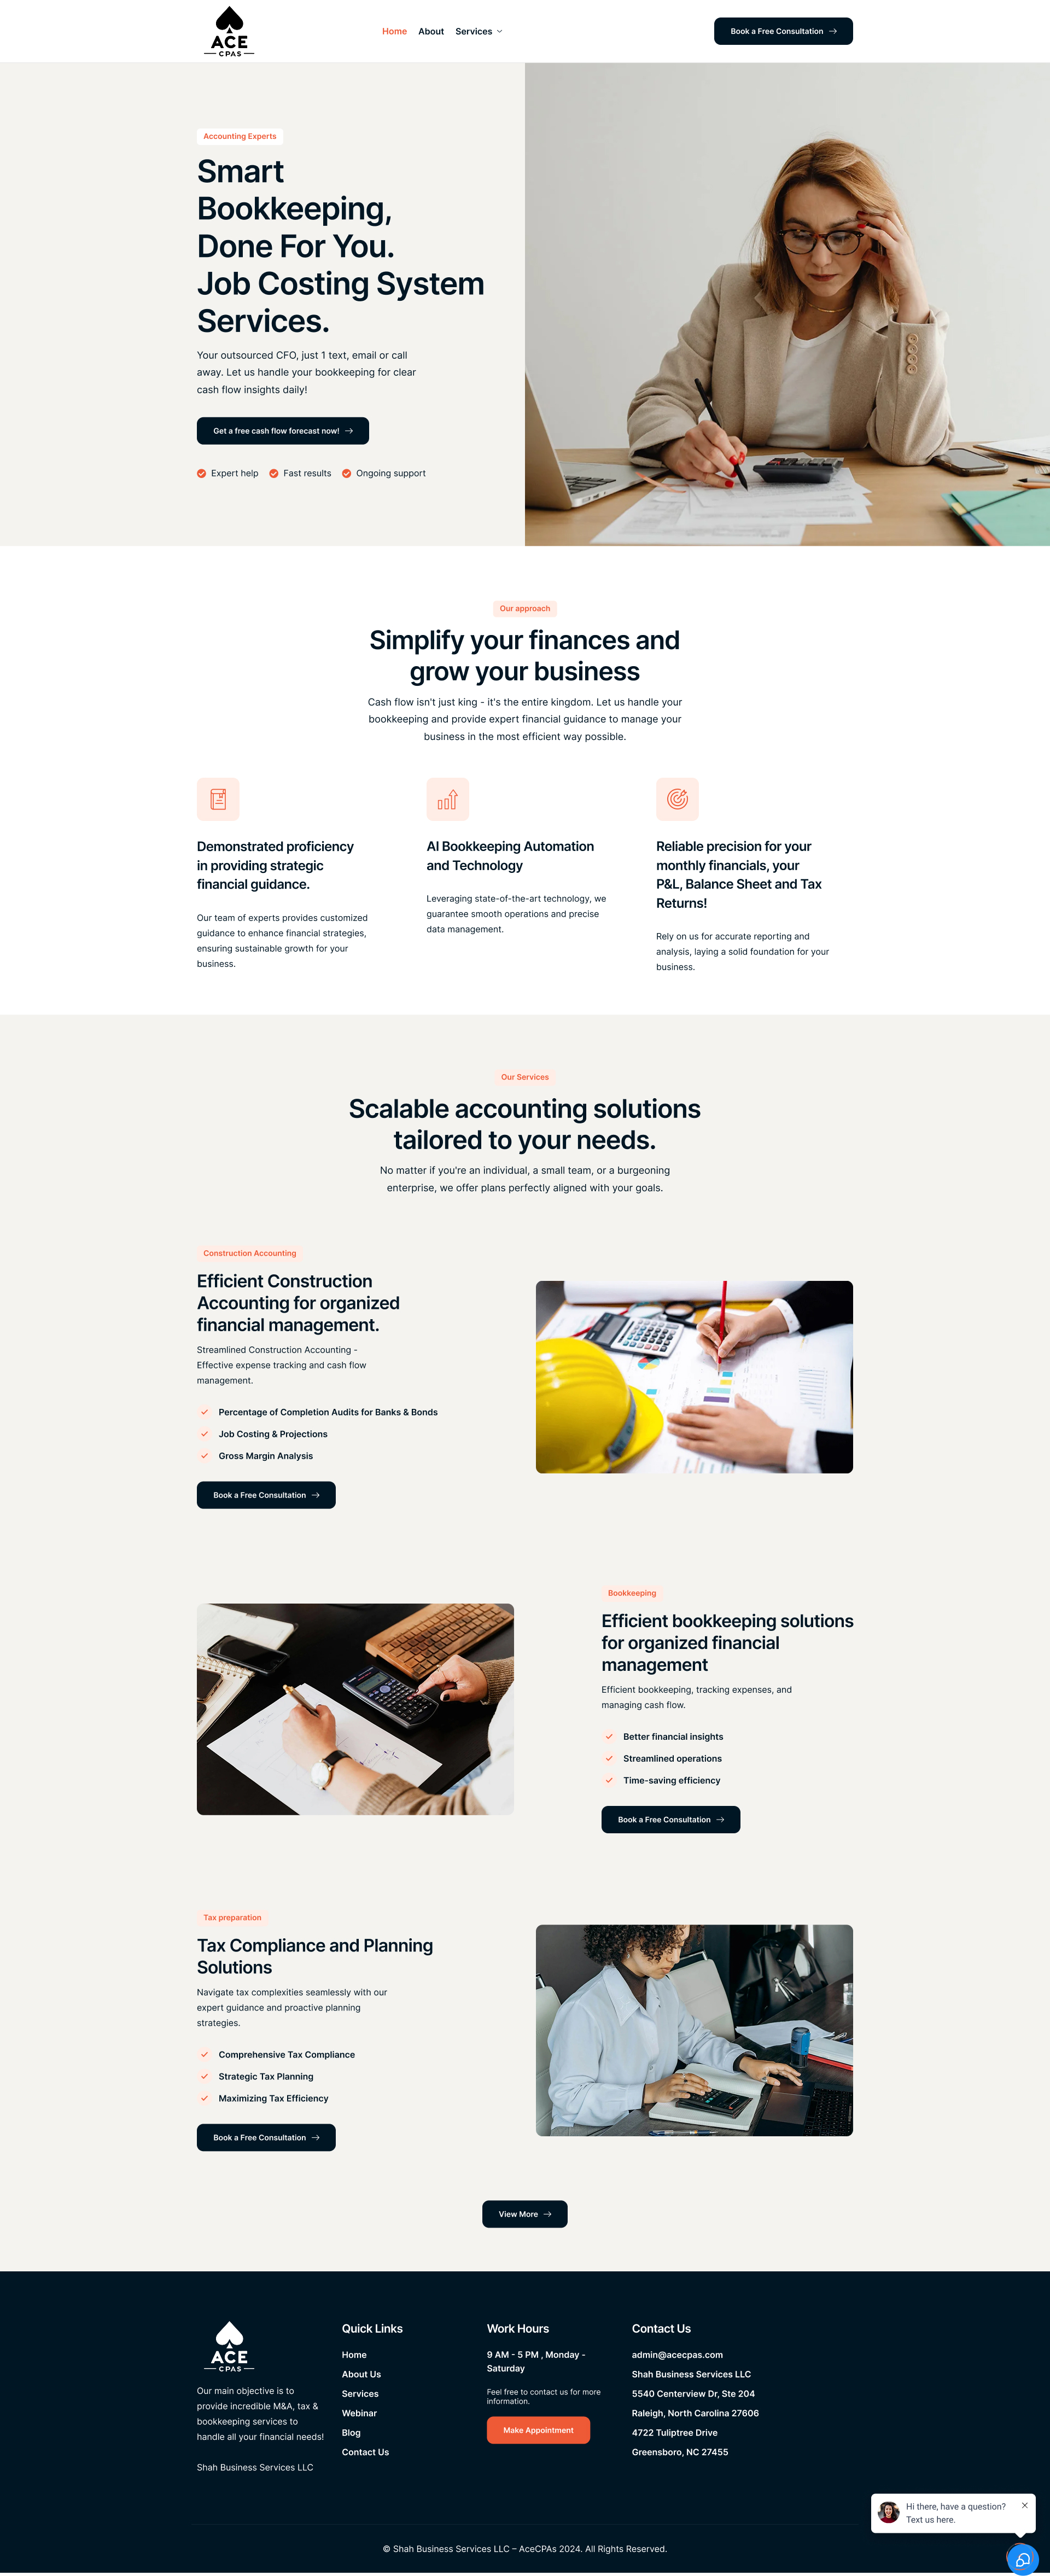 ACE
CPAS
Home
About
Services
Book a Free Consultation
Accounting Experts
Smart
Bookkeeping,
Done For You.
Job Costing System
Services.
Your outsourced CFO, just 1 text, email or call
away. Let us handle your bookkeeping for clear
cash flow insights daily!
Get a free cash flow forecast now!
Expert help
Fast results
Ongoing support
Our approach
Simplify your finances and
grow your business
Cash flow isn't just king - it's the entire kingdom. Let us handle your
bookkeeping and provide expert financial guidance to manage your
business in the most efficient way possible.
Demonstrated proficiency
in providing strategic
financial guidance.
Our team of experts provides customized
guidance to enhance financial strategies,
ensuring sustainable growth for your
business.
AI Bookkeeping Automation
and Technology
Leveraging state-of-the-art technology, we
guarantee smooth operations and precise
data management.
Reliable precision for your
monthly financials, your
P&L, Balance Sheet and Tax
Returns!
Rely on us for accurate reporting and
analysis, laying a solid foundation for your
business.
Our Services
Scalable accounting solutions
tailored to your needs.
No matter if you're an individual, a small team, or a burgeoning
enterprise, we offer plans perfectly aligned with your goals.
Construction Accounting
Efficient Construction
Accounting for organized
financial management.
Streamlined Construction Accounting -
Effective expense tracking and cash flow
management.
Percentage of Completion Audits for Banks & Bonds
Job Costing & Projections
Gross Margin Analysis
Book a Free Consultation
Bookkeeping
Efficient bookkeeping solutions
for organized financial
management
Efficient bookkeeping, tracking expenses, and
managing cash flow.
Better financial insights
Streamlined operations
Time-saving efficiency
Book a Free Consultation
Tax preparation
Tax Compliance and Planning
Solutions
Navigate tax complexities seamlessly with our
expert guidance and proactive planning
strategies.
Comprehensive Tax Compliance
Strategic Tax Planning
Maximizing Tax Efficiency
Book a Free Consultation
View More
ACE
CPAS
Our main objective is to
provide incredible M&A, tax &
bookkeeping services to
handle all your financial needs!
Shah Business Services LLC
Quick Links
Home
About Us
Services
Webinar
Blog
Contact Us
Work Hours
9 AM - 5 PM , Monday -
Saturday
Feel free to contact us for more
information.
Make Appointment
Contact Us
admin@acecpas.com
Shah Business Services LLC
5540 Centerview Dr, Ste 204
Raleigh, North Carolina 27606
4722 Tuliptree Drive
Greensboro, NC 27455
Hi there, have a question?
Text us here.
© Shah Business Services LLC – AceCPAs 2024. All Rights Reserved.